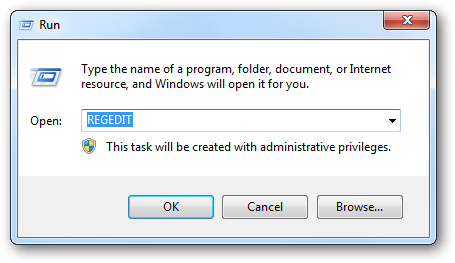 Run
Type the name of a program, folder, document, or Internet
resource, and Windows will open it for you.
Open: REGEDIT
This task will be created with administrative privileges.
OK Cancel Browse...